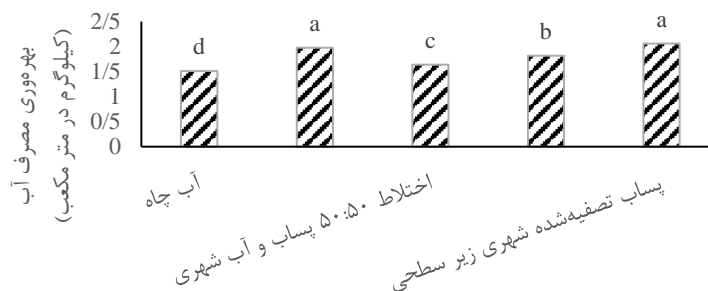 بهره‌وری مصرف آب
(کیلوگرم در متر مکعب)
2/5
2
1/5
1
0/5
0
d
a
c
b
a
آب چاه
اختلاط ۵۰:۵۰ پساب و آب شهری
پساب تصفیه‌شده شهری زیر سطحی